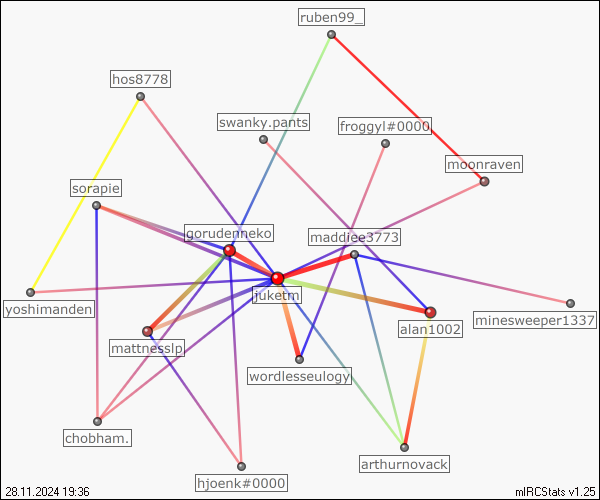 ruben99_
hos8778
swanky.pants
froggyl#0000
moonraven
sorapie
gorudenneko
maddiee3773
juketn
yoshimanden
minesweeper1337
alan1002
mattnesslp
wordlesseulogy
chobham.
arthurnovack
hjoenk#0000
28.11.2024 19:36
mIRCStats v1.25